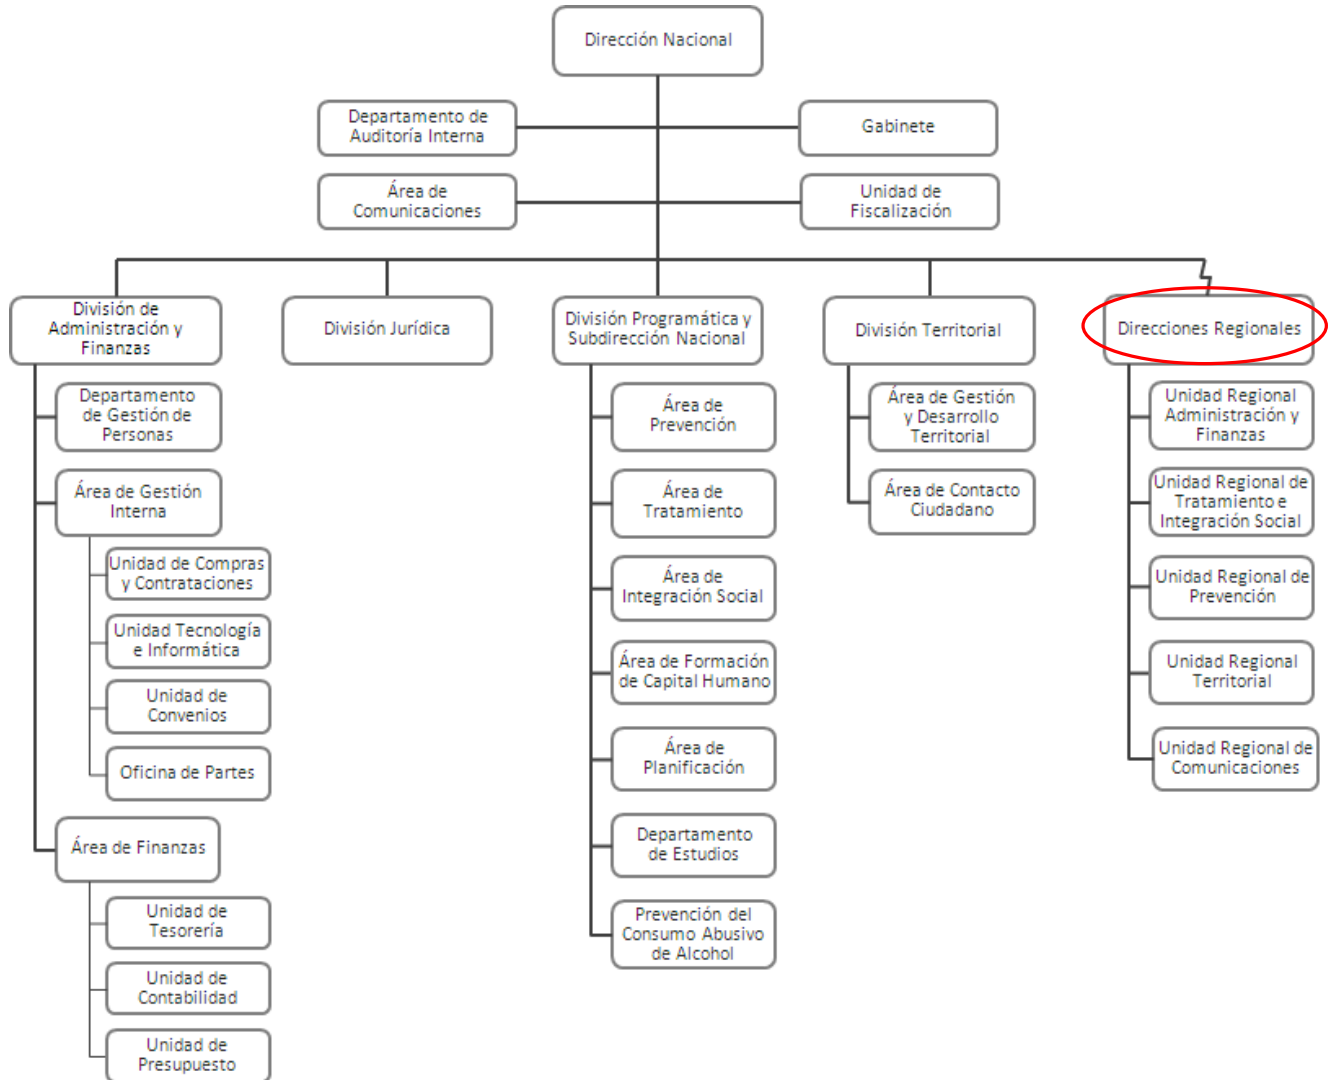 Dirección Nacional
Departamento de
Auditoría Interna
Gabinete
Área de
Comunicaciones
Unidad de
Fiscalización
División de
Administración y
Finanzas
División Jurídica
División Programática y
Subdirección Nacional
División Territorial
Direcciones Regionales
Departamento
de Gestión de
Personas
Área de Gestión
Interna
Unidad de Compras
y Contrataciones
Unidad Tecnología
e Informática
Unidad de
Convenios
Oficina de Partes
Área de Finanzas
Unidad de
Tesorería
Unidad de
Contabilidad
Unidad de
Presupuesto
Área de
Prevención
Área de
Tratamiento
Área de
Integración Social
Área de Formación
de Capital Humano
Área de
Planificación
Departamento
de Estudios
Prevención del
Consumo Abusivo
de Alcohol
Área de Gestión
y Desarrollo
Territorial
Área de Contacto
Ciudadano
Unidad Regional
Administración y
Finanzas
Unidad Regional de
Tratamiento e
Integración Social
Unidad Regional de
Prevención
Unidad Regional
Territorial
Unidad Regional de
Comunicaciones